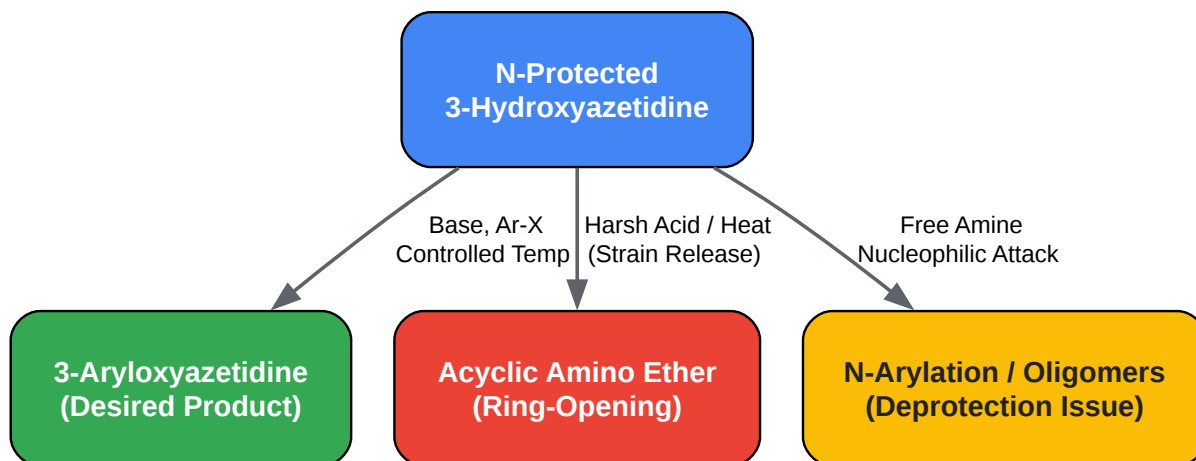 N-Protected
3-Hydroxyazetidine
Base, Ar-X
Controlled Temp
Harsh Acid / Heat
(Strain Release)
Free Amine
Nucleophilic Attack
3-Aryloxyazetidine
(Desired Product)
Acyclic Amino Ether
(Ring-Opening)
N-Arylation / Oligomers
(Deprotection Issue)